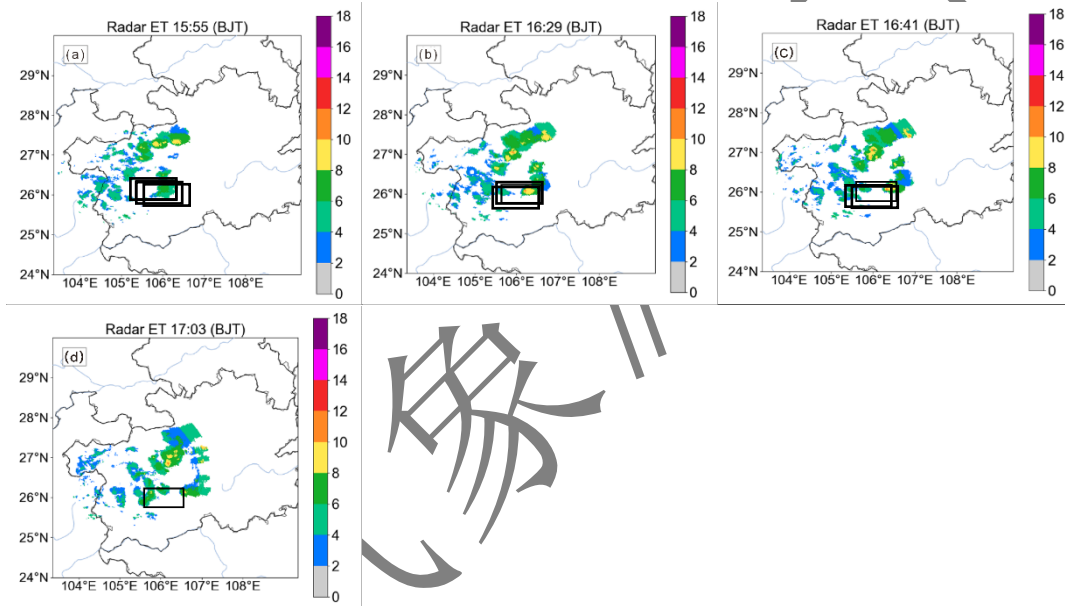 Radar ET 15:55 (BJT)
(a)
29°N
28°N
27°N
26°N
25°N
24°N
104°E 105°E 106°E 107°E 108°E
18
16
14
12
10
8
6
4
2
0
Radar ET 16:29 (BJT)
(b)
29°N
28°N
27°N
26°N
25°N
24°N
104°E 105°E 106°E 107°E 108°E
18
16
14
12
10
8
6
4
2
0
Radar ET 16:41 (BJT)
(c)
29°N
28°N
27°N
26°N
25°N
24°N
104°E 105°E 106°E 107°E 108°E
18
16
14
12
10
8
6
4
2
0
Radar ET 17:03 (BJT)
(d)
29°N
28°N
27°N
26°N
25°N
24°N
104°E 105°E 106°E 107°E 108°E
18
16
14
12
10
8
6
4
2
0